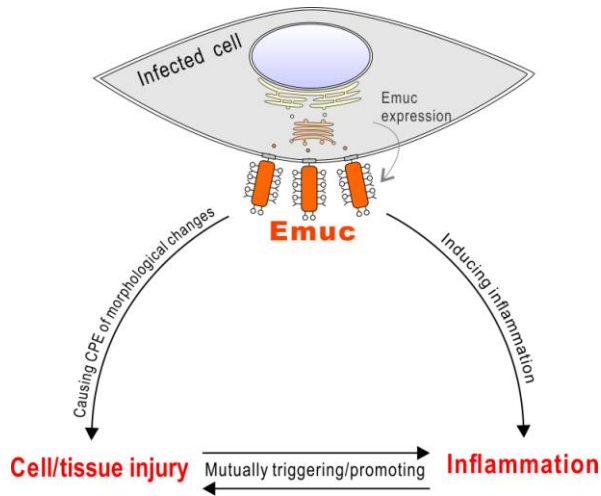 Infected cell
Emuc
expression
Emuc
Causing CPE of morphological changes
Inducing inflammation
Cell/tissue injury
Mutually triggering/promoting
Inflammation